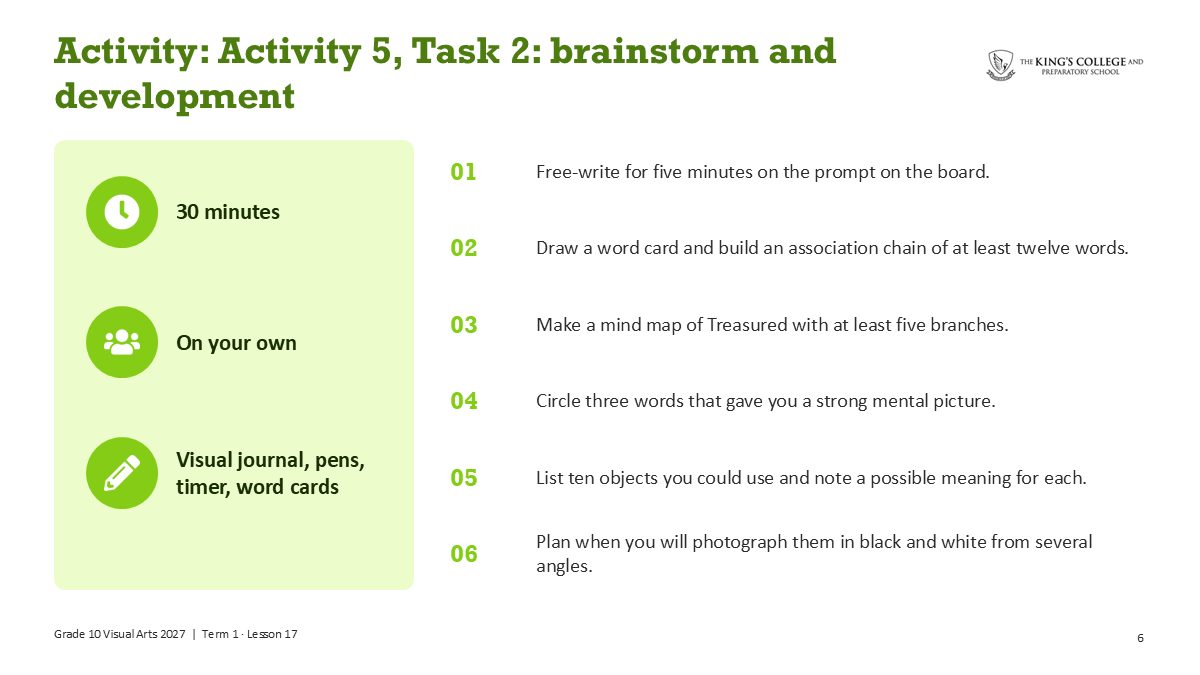 Activity: Activity 5, Task 2: brainstorm and
development
THE KING'S COLLEGE AND
PREPARATORY SCHOOL
30 minutes
On your own
Visual journal, pens,
timer, word cards
01
Free-write for five minutes on the prompt on the board.
02
Draw a word card and build an association chain of at least twelve words.
03
Make a mind map of Treasured with at least five branches.
04
Circle three words that gave you a strong mental picture.
05
List ten objects you could use and note a possible meaning for each.
06
Plan when you will photograph them in black and white from several
angles.
Grade 10 Visual Arts 2027 | Term 1 · Lesson 17
6